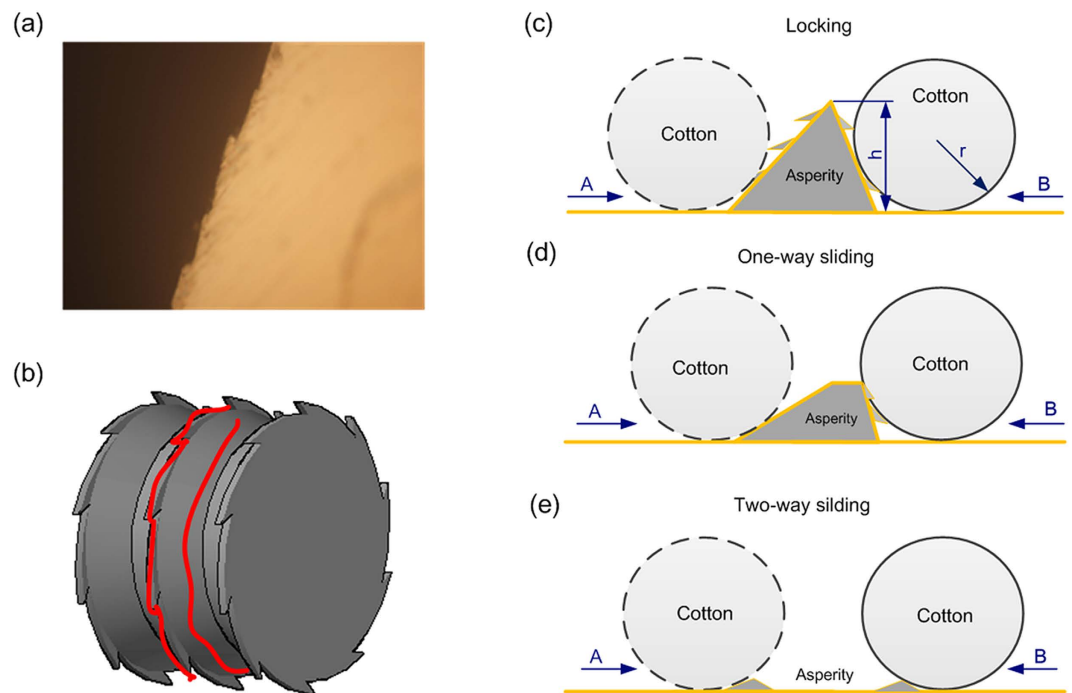 (a)
(b)
(c)
Locking
Cotton
Cotton
Asperity
h
r
A
B
(d)
One-way sliding
Cotton
Cotton
Asperity
A
B
(e)
Two-way silding
Cotton
Cotton
Asperity
A
B